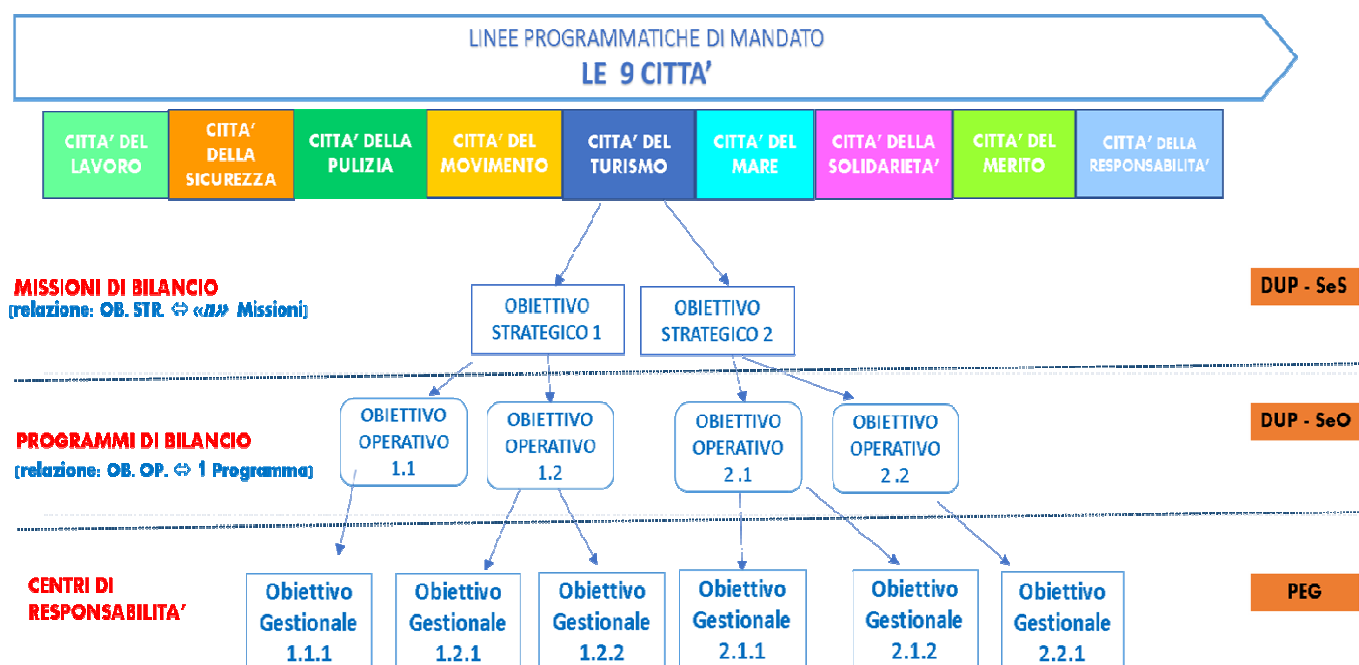 LINEE PROGRAMMATICHE DI MANDATO
LE 9 CITTA'
CITTA' DEL
LAVORO
CITTA'
DELLA
SICUREZZA
CITTA' DELLA
PULIZIA
CITTA' DEL
MOVIMENTO
CITTA' DEL
TURISMO
CITTA' DEL
MARE
CITTA' DELLA
SOLIDARIETA'
CITTA' DEL
MERITO
CITTA' DELLA
RESPONSABILITA'
MISSIONI DI BILANCIO
(relazione: OB. STR. ⇔ «n» Missioni)
OBIETTIVO
STRATEGICO 1
OBIETTIVO
STRATEGICO 2
DUP - SeS
PROGRAMMI DI BILANCIO
(relazione: OB. OP. ⇔ 1 Programma)
OBIETTIVO
OPERATIVO
1.1
OBIETTIVO
OPERATIVO
1.2
OBIETTIVO
OPERATIVO
2 .1
OBIETTIVO
OPERATIVO
2 .2
DUP - SeO
CENTRI DI
RESPONSABILITA'
Obiettivo
Gestionale
1.1.1
Obiettivo
Gestionale
1.2.1
Obiettivo
Gestionale
1.2.2
Obiettivo
Gestionale
2.1.1
Obiettivo
Gestionale
2.1.2
Obiettivo
Gestionale
2.2.1
PEG